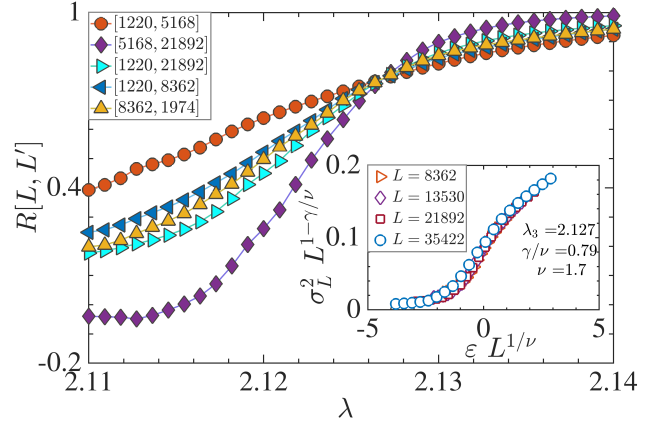 1
0.4
-0.2
R[L, L′]
[1220, 5168]
[5168, 21892]
[1220, 21892]
[1220, 8362]
[8362, 1974]
2.11
2.12
2.13
2.14
λ
0.2
0.1
0
σ²_L L^{1−γ/ν}
L = 8362
L = 13530
L = 21892
L = 35422
λ₃ =2.127
γ/ν =0.79
ν =1.7
-5
0
5
ε L^{1/ν}